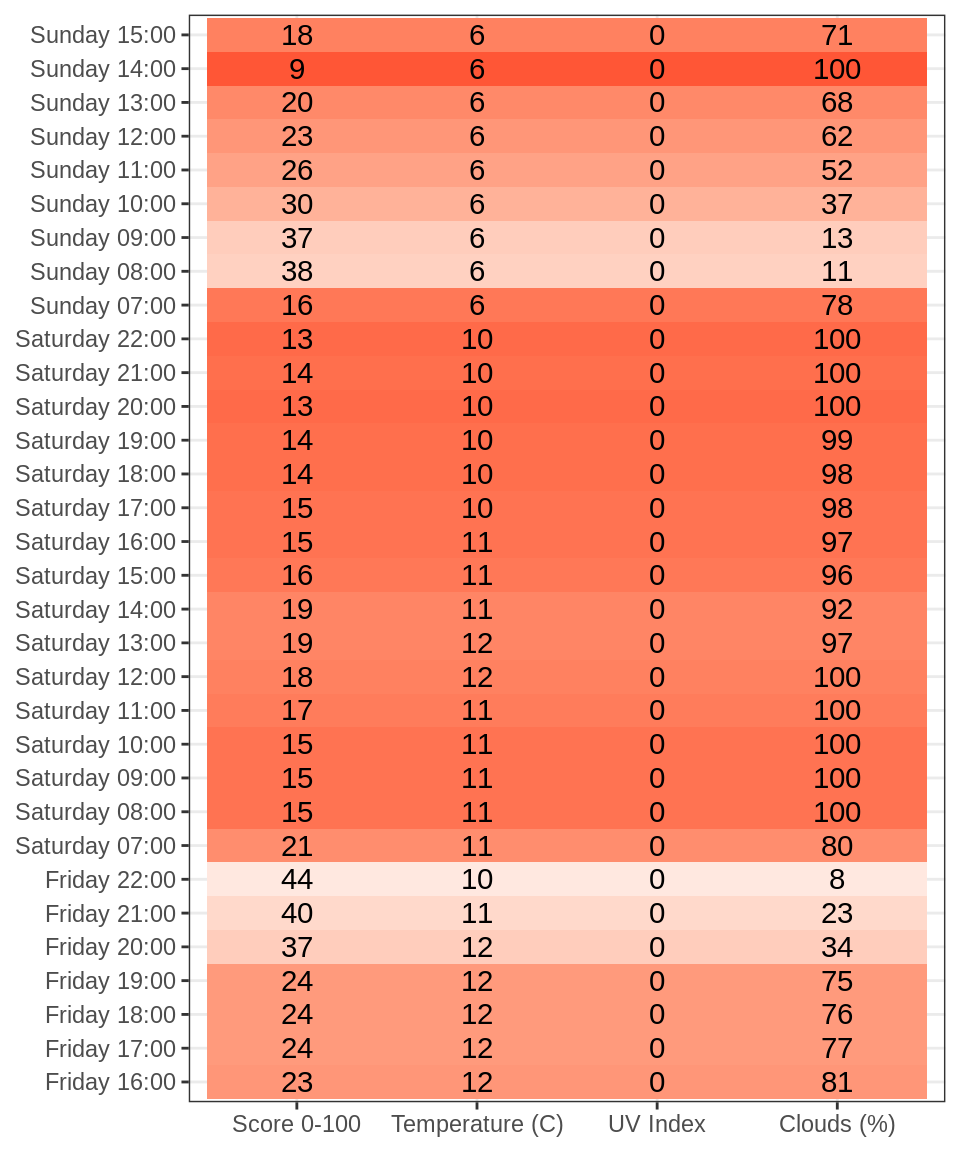 Sunday 15:00 18 6 0 71
Sunday 14:00 9 6 0 100
Sunday 13:00 20 6 0 68
Sunday 12:00 23 6 0 62
Sunday 11:00 26 6 0 52
Sunday 10:00 30 6 0 37
Sunday 09:00 37 6 0 13
Sunday 08:00 38 6 0 11
Sunday 07:00 16 6 0 78
Saturday 22:00 13 10 0 100
Saturday 21:00 14 10 0 100
Saturday 20:00 13 10 0 100
Saturday 19:00 14 10 0 99
Saturday 18:00 14 10 0 98
Saturday 17:00 15 10 0 98
Saturday 16:00 15 11 0 97
Saturday 15:00 16 11 0 96
Saturday 14:00 19 11 0 92
Saturday 13:00 19 12 0 97
Saturday 12:00 18 12 0 100
Saturday 11:00 17 11 0 100
Saturday 10:00 15 11 0 100
Saturday 09:00 15 11 0 100
Saturday 08:00 15 11 0 100
Saturday 07:00 21 11 0 80
Friday 22:00 44 10 0 8
Friday 21:00 40 11 0 23
Friday 20:00 37 12 0 34
Friday 19:00 24 12 0 75
Friday 18:00 24 12 0 76
Friday 17:00 24 12 0 77
Friday 16:00 23 12 0 81
Score 0-100 Temperature (C) UV Index Clouds (%)